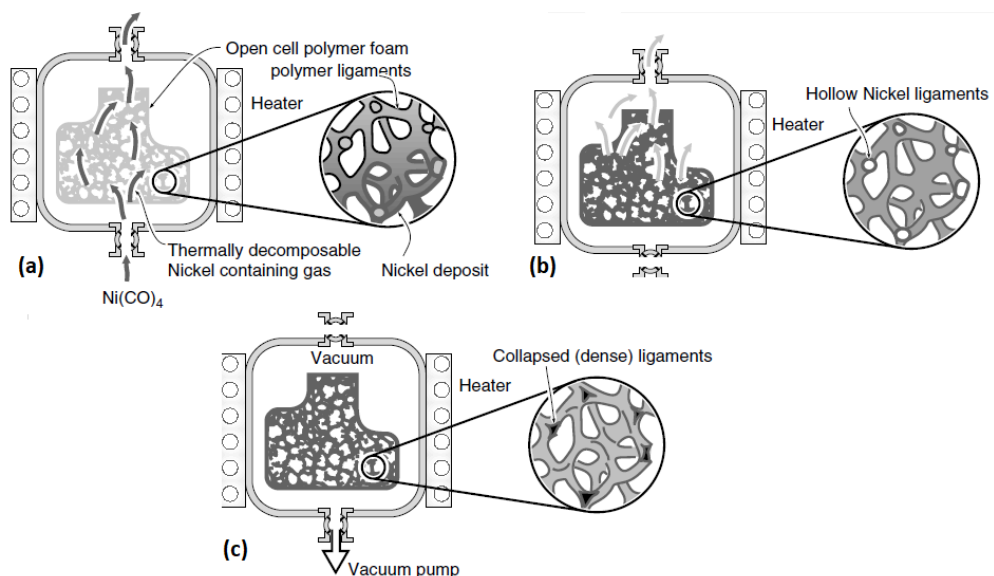 Open cell polymer foam
polymer ligaments
Heater
Thermally decomposable
Nickel containing gas
Nickel deposit
(a)
Ni(CO)4
Hollow Nickel ligaments
Heater
(b)
Vacuum
Collapsed (dense) ligaments
Heater
(c)
Vacuum pump